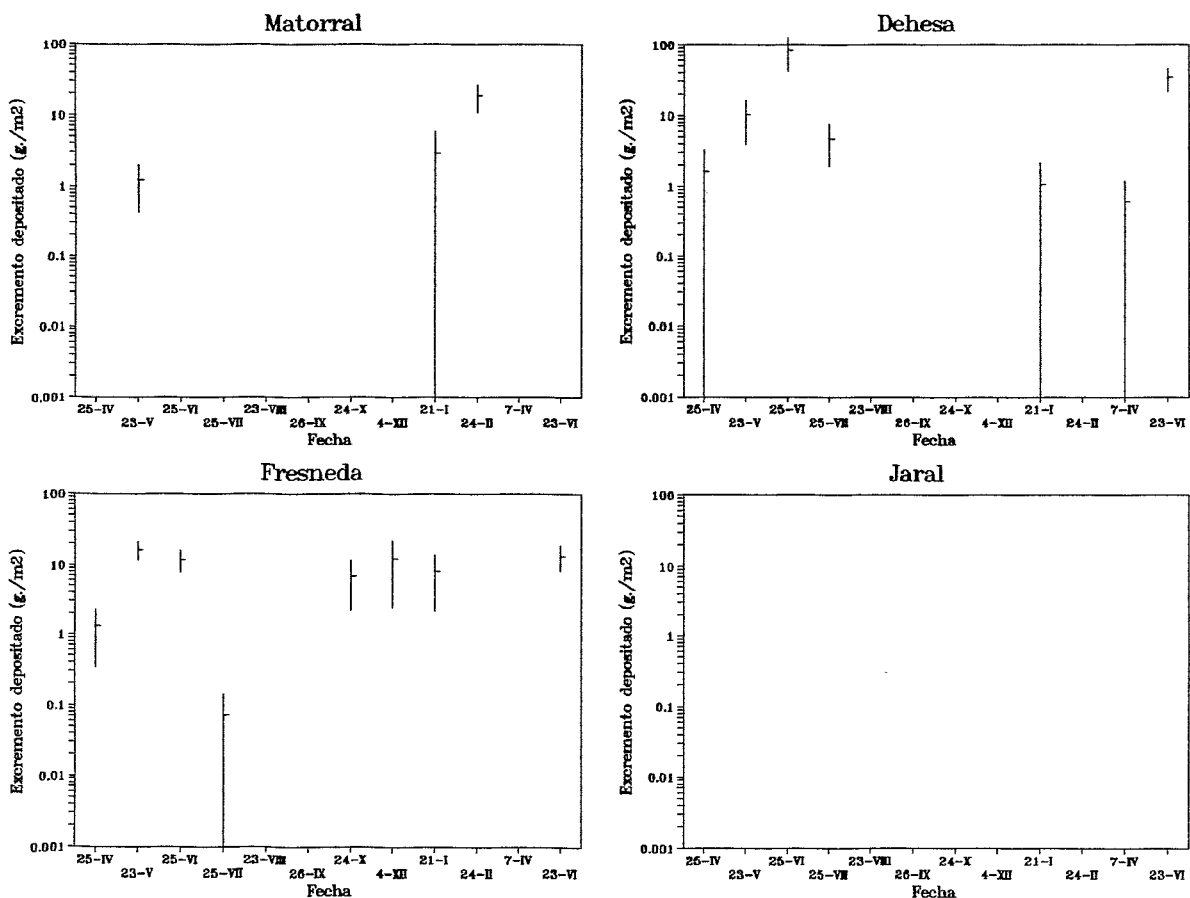 Matorral
Excremento depositado (g./m2)
100
10
1
0.1
0.01
0.001
25-IV 25-VI 23-VIII 24-X 21-I 7-IV
23-V 25-VII 26-IX 4-XII 24-II 23-VI
Fecha
Dehesa
Excremento depositado (g./m2)
100
10
1
0.1
0.01
0.001
25-IV 25-VI 23-VIII 24-X 21-I 7-IV
23-V 25-VII 26-IX 4-XII 24-II 23-VI
Fecha
Fresneda
Excremento depositado (g./m2)
100
10
1
0.1
0.01
0.001
25-IV 25-VI 23-VIII 24-X 21-I 7-IV
23-V 25-VII 26-IX 4-XII 24-II 23-VI
Fecha
Jaral
Excremento depositado (g./m2)
100
10
1
0.1
0.01
0.001
25-IV 25-VI 23-VIII 24-X 21-I 7-IV
23-V 25-VII 26-IX 4-XII 24-II 23-VI
Fecha